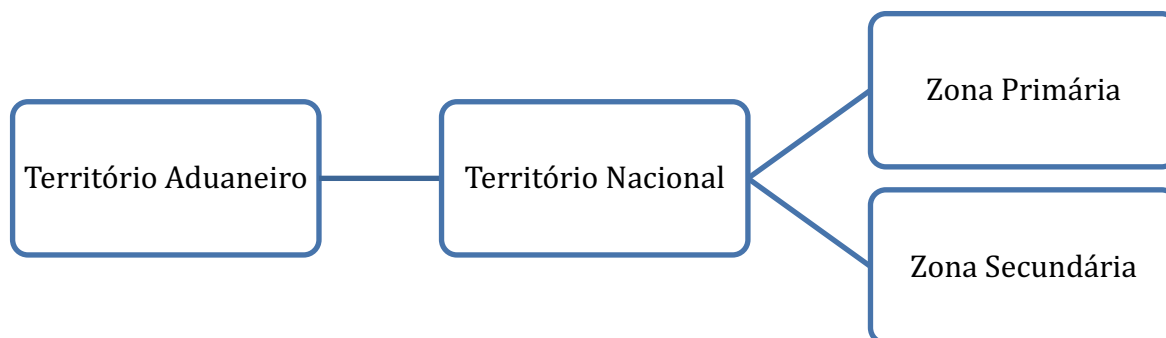 Território Aduaneiro
Território Nacional
Zona Primária
Zona Secundária